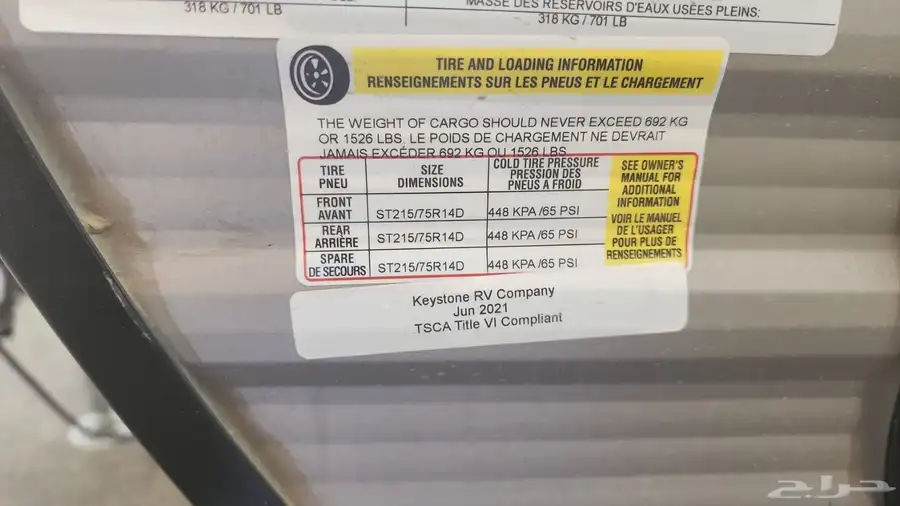 318 KG / 701 LB
MASSE DES RÉSERVOIRS D'EAUX USÉES PLEINS:
318 KG / 701 LB
TIRE AND LOADING INFORMATION
RENSEIGNEMENTS SUR LES PNEUS ET LE CHARGEMENT
THE WEIGHT OF CARGO SHOULD NEVER EXCEED 692 KG
OR 1526 LBS. LE POIDS DE CHARGEMENT NE DEVRAIT
JAMAIS EXCÉDER 692 KG OU 1526 LBS
TIRE
PNEU
SIZE
DIMENSIONS
COLD TIRE PRESSURE
PRESSION DES
PNEUS A FROID
SEE OWNER'S
MANUAL FOR
ADDITIONAL
INFORMATION
VOIR LE MANUEL
DE L'USAGER
POUR PLUS DE
RENSEIGNEMENTS
FRONT
AVANT
ST215/75R14D
448 KPA /65 PSI
REAR
ARRIÈRE
ST215/75R14D
448 KPA /65 PSI
SPARE
DE SECOURS
ST215/75R14D
448 KPA /65 PSI
Keystone RV Company
Jun 2021
TSCA Title VI Compliant
حراج